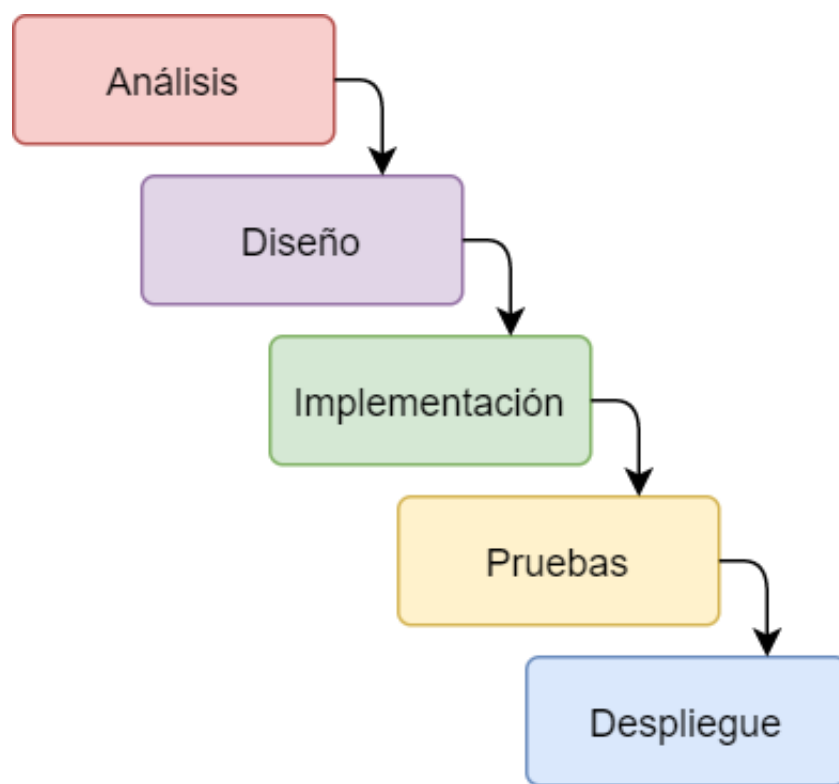 Análisis
Diseño
Implementación
Pruebas
Despliegue